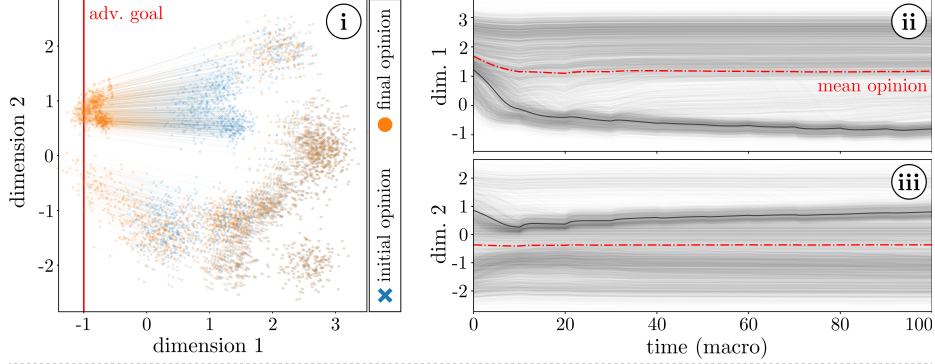 adv. goal
i
dimension 2
2
1
0
-1
-2
-1
0
1
2
3
dimension 1
initial opinion
final opinion
ii
dim. 1
3
2
1
0
-1
mean opinion
iii
dim. 2
2
1
0
-1
-2
0
20
40
60
80
100
time (macro)